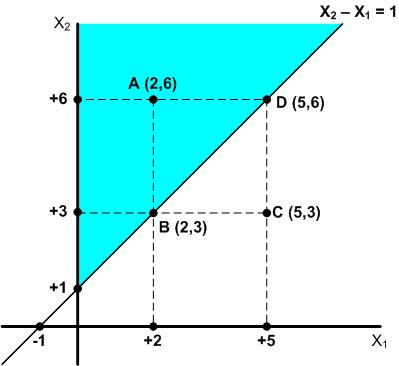 X₂ – X₁ = 1
X₂
A (2,6)
+6
D (5,6)
+3
C (5,3)
B (2,3)
+1
-1
+2
+5
X₁